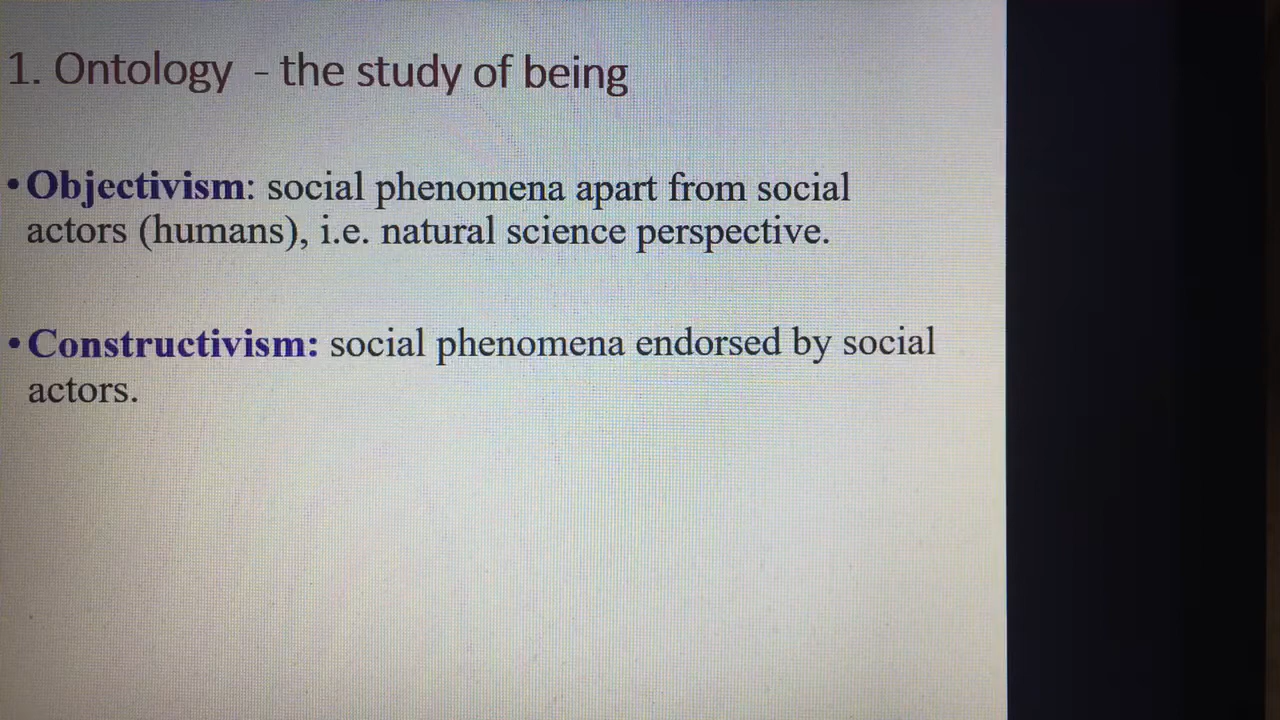 1. Ontology - the study of being
• Objectivism: social phenomena apart from social
actors (humans), i.e. natural science perspective.
• Constructivism: social phenomena endorsed by social
actors.